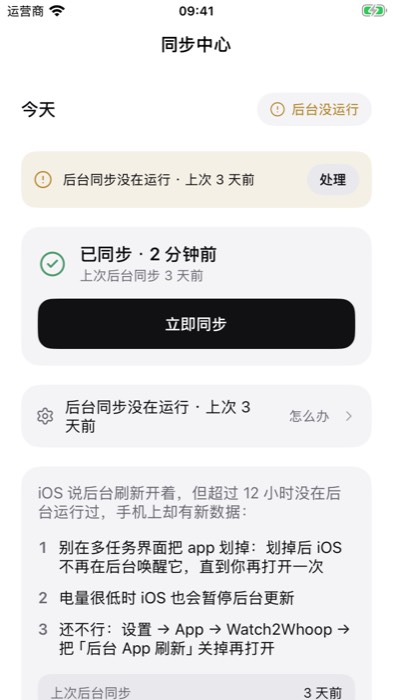 运营商 09:41
同步中心
今天 后台没运行
后台同步没在运行 · 上次 3 天前 处理
已同步 · 2 分钟前
上次后台同步 3 天前
立即同步
后台同步没在运行 · 上次 3
天前
怎么办
iOS 说后台刷新开着，但超过 12 小时没在后
台运行过，手机上却有新数据：
1 别在多任务界面把 app 划掉：划掉后 iOS
不再在后台唤醒它，直到你再打开一次
2 电量很低时 iOS 也会暂停后台更新
3 还不行：设置 → App → Watch2Whoop →
把「后台 App 刷新」关掉再打开
上次后台同步 3 天前